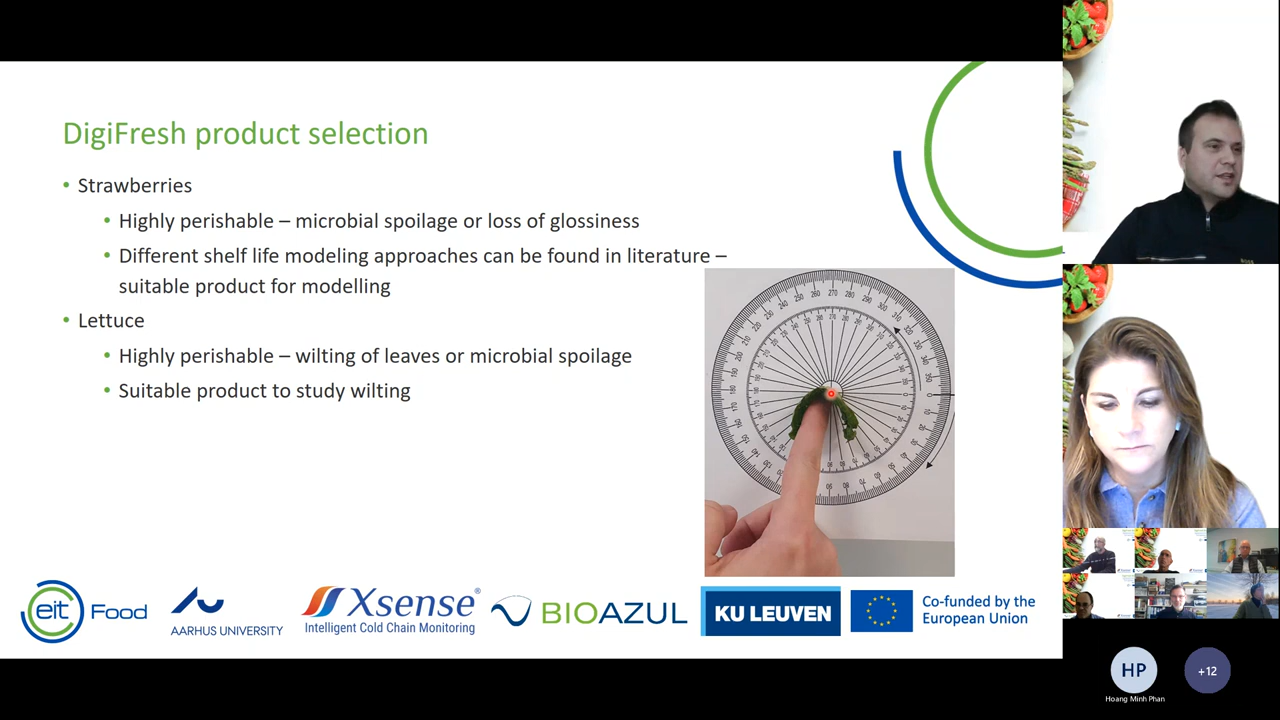 DigiFresh product selection
• Strawberries
• Highly perishable – microbial spoilage or loss of glossiness
• Different shelf life modeling approaches can be found in literature –
suitable product for modelling
• Lettuce
• Highly perishable – wilting of leaves or microbial spoilage
• Suitable product to study wilting
eit Food
AARHUS UNIVERSITY
Xsense®
Intelligent Cold Chain Monitoring
BIOAZUL
KU LEUVEN
Co-funded by the
European Union
HP
Hoang Minh Phan
+12